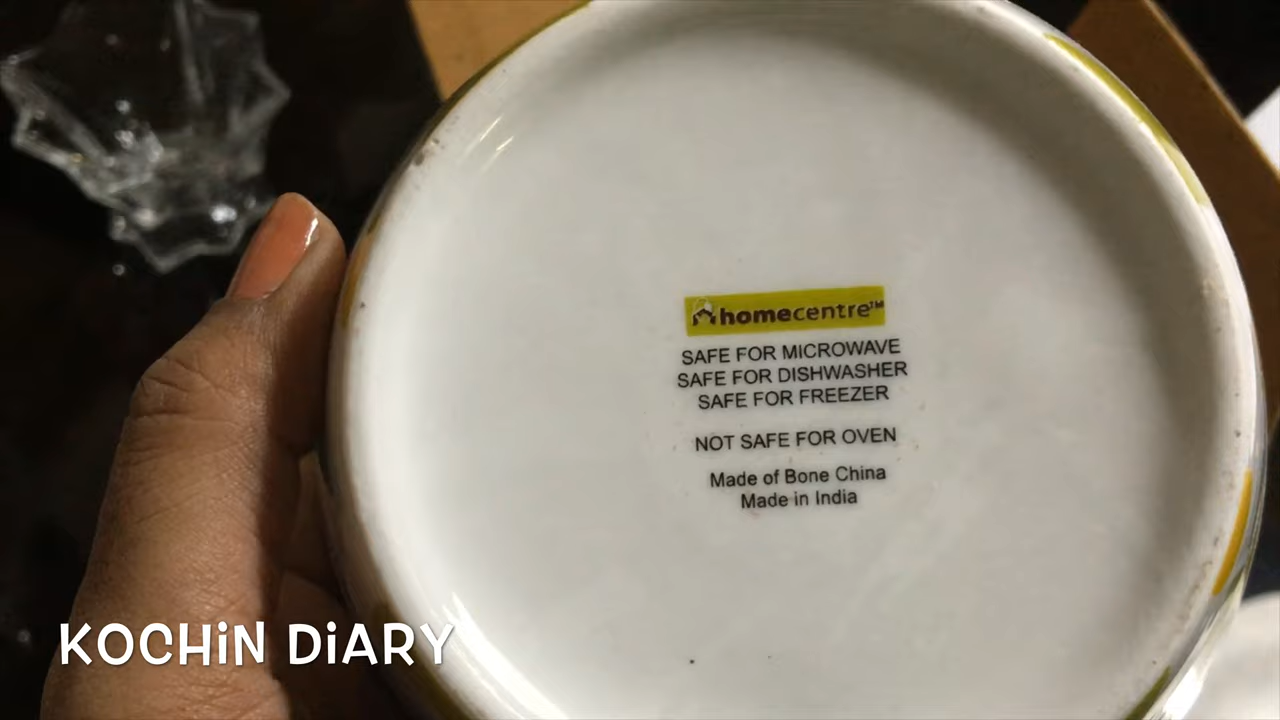 homecentre™
SAFE FOR MICROWAVE
SAFE FOR DISHWASHER
SAFE FOR FREEZER
NOT SAFE FOR OVEN
Made of Bone China
Made in India
KOCHiN DiARY